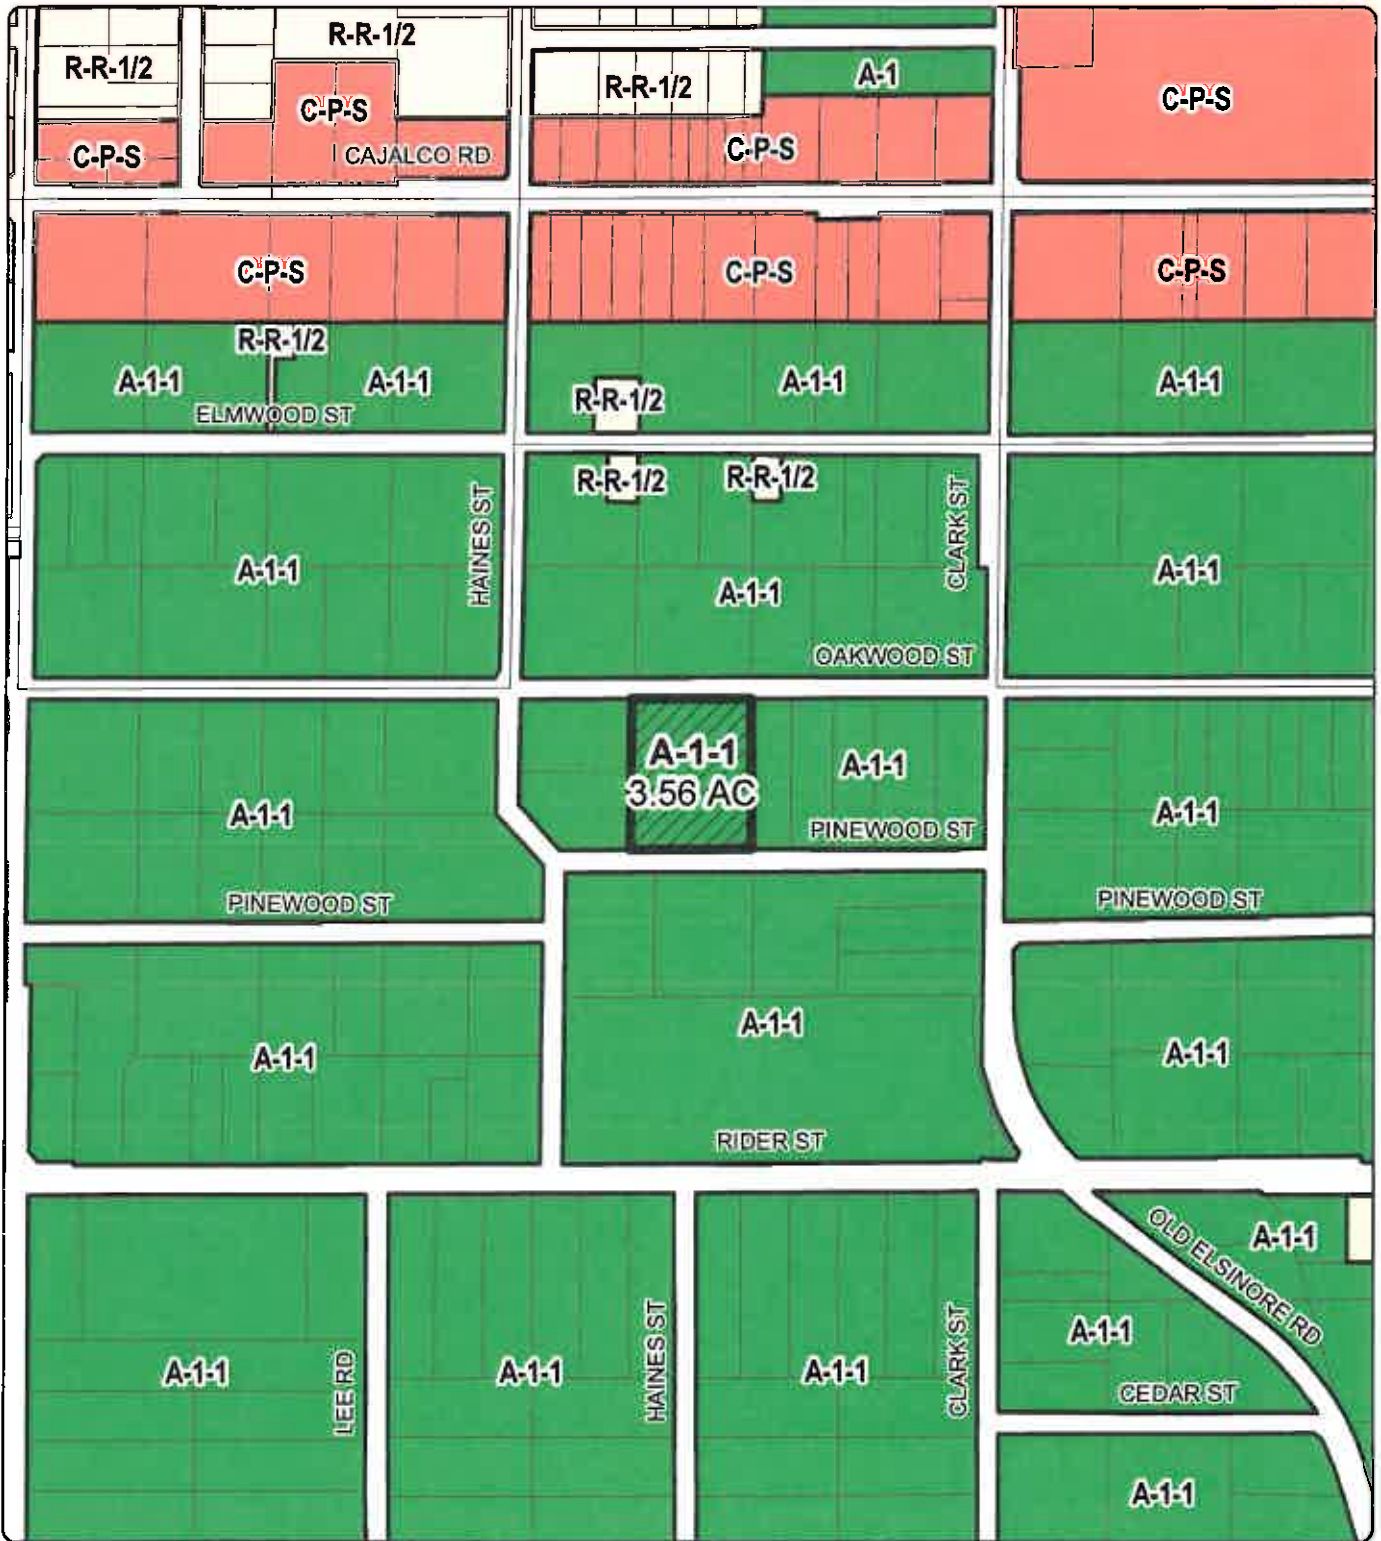 R-R-1/2
R-R-1/2
C-P-S
C-P-S
CAJALCO RD
R-R-1/2
A-1
C-P-S
C-P-S
C-P-S
C-P-S
C-P-S
R-R-1/2
A-1-1
A-1-1
ELMWOOD ST
R-R-1/2
A-1-1
A-1-1
R-R-1/2
R-R-1/2
HAINES ST
CLARK ST
A-1-1
A-1-1
A-1-1
OAKWOOD ST
A-1-1
3.56 AC
A-1-1
PINEWOOD ST
A-1-1
A-1-1
PINEWOOD ST
PINEWOOD ST
A-1-1
A-1-1
A-1-1
RIDER ST
OLD ELSINORE RD
A-1-1
A-1-1
CEDAR ST
A-1-1
LEE RD
A-1-1
HAINES ST
A-1-1
CLARK ST
A-1-1